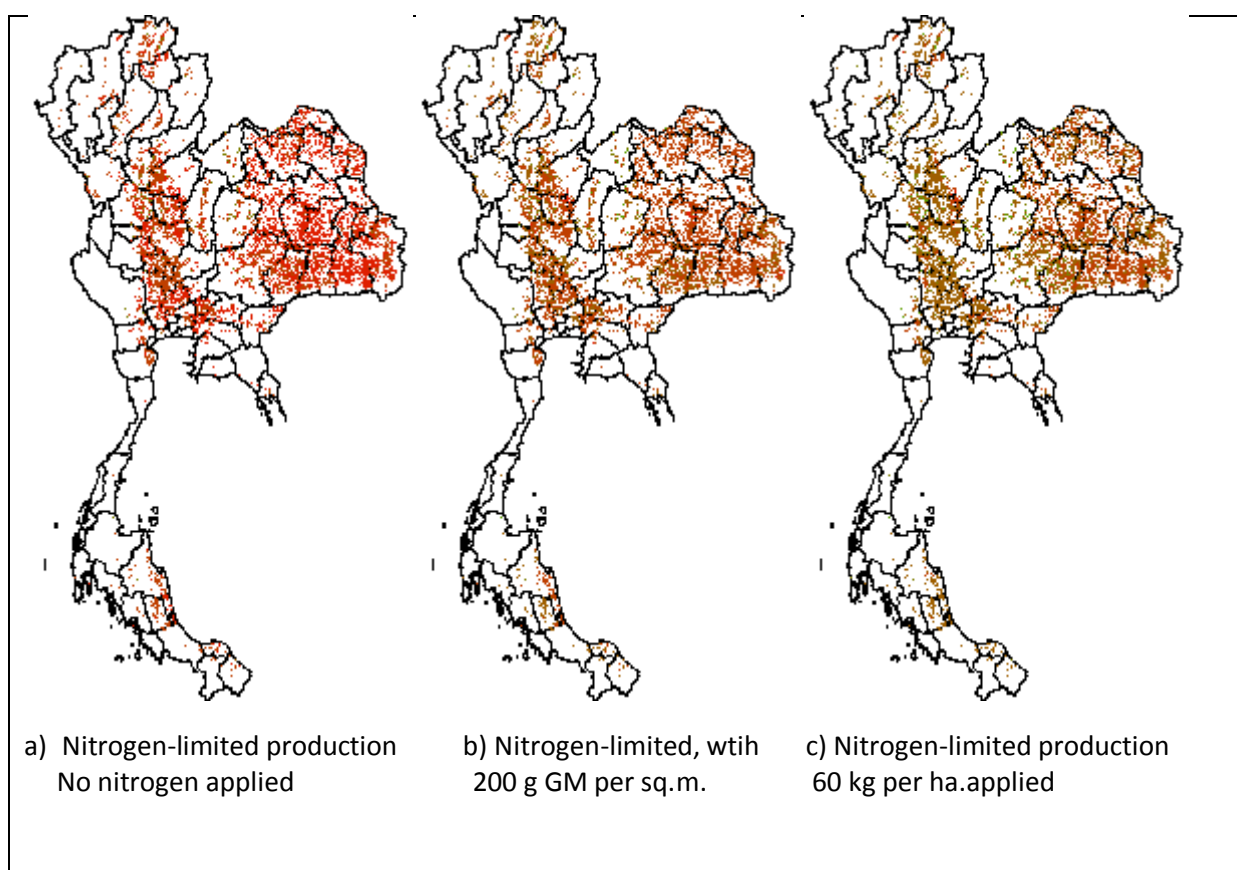 a) Nitrogen-limited production
No nitrogen applied
b) Nitrogen-limited, wtih
200 g GM per sq.m.
c) Nitrogen-limited production
60 kg per ha.applied